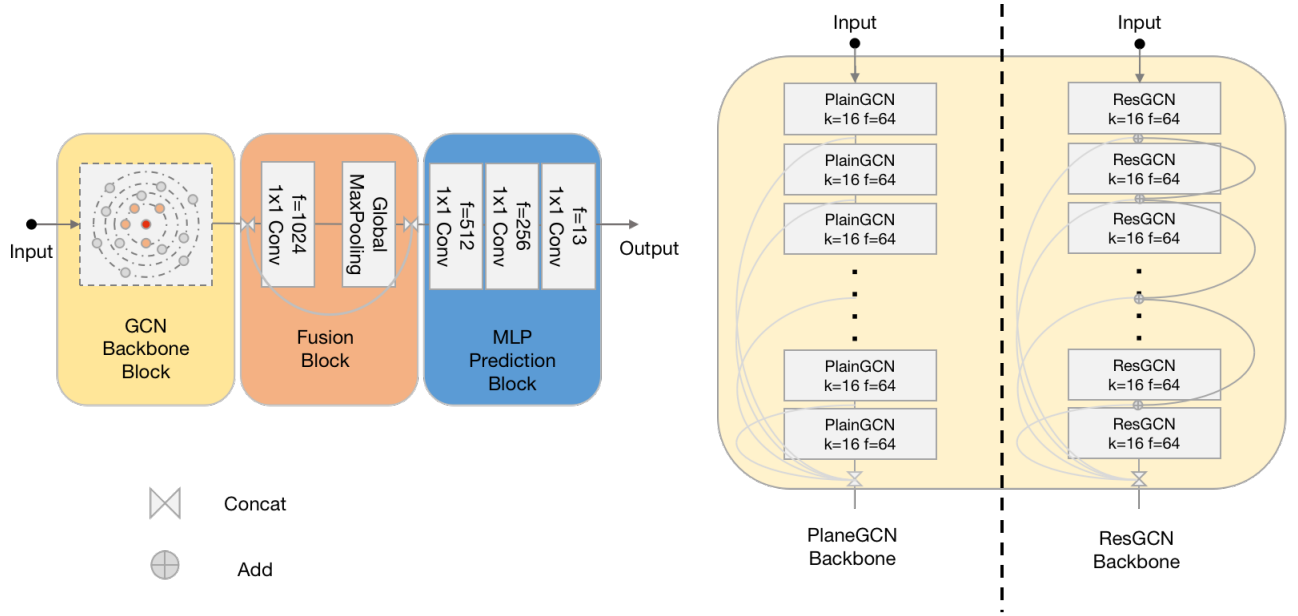 Input
GCN
Backbone
Block
f=1024
1x1 Conv
Global
MaxPooling
Fusion
Block
f=512
1x1 Conv
f=256
1x1 Conv
f=13
1x1 Conv
MLP
Prediction
Block
Output
Concat
Add
Input
PlainGCN
k=16 f=64
PlainGCN
k=16 f=64
PlainGCN
k=16 f=64
PlainGCN
k=16 f=64
PlainGCN
k=16 f=64
PlaneGCN
Backbone
Input
ResGCN
k=16 f=64
ResGCN
k=16 f=64
ResGCN
k=16 f=64
ResGCN
k=16 f=64
ResGCN
k=16 f=64
ResGCN
Backbone